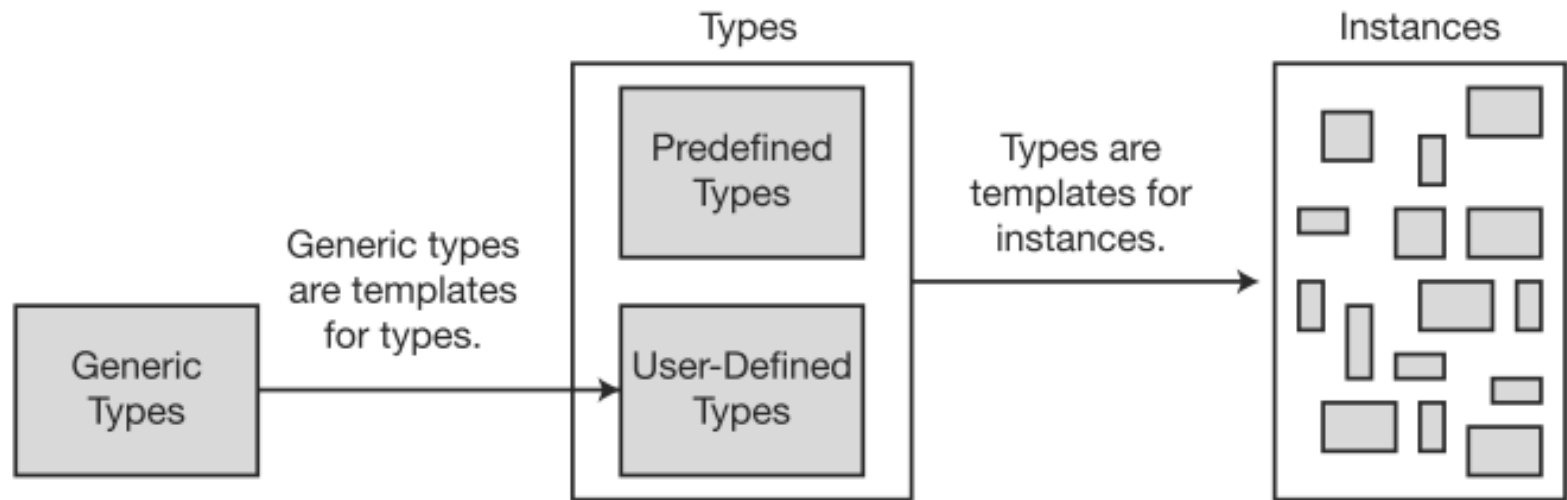 Types
Instances
Predefined
Types
Types are
templates for
instances.
Generic types
are templates
for types.
Generic
Types
User-Defined
Types